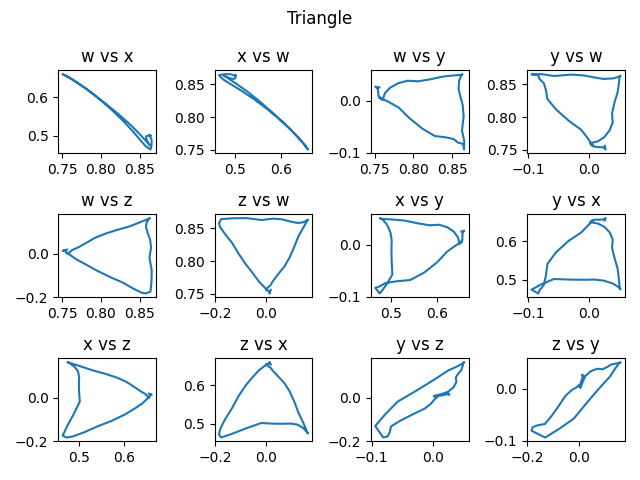 Triangle
w vs x
x vs w
w vs y
y vs w
0.6
0.5
0.75 0.80 0.85
0.85
0.80
0.75
0.5 0.6
0.0
−0.1
0.75 0.80 0.85
0.85
0.80
0.75
−0.1 0.0
w vs z
z vs w
x vs y
y vs x
0.0
−0.2
0.75 0.80 0.85
0.85
0.80
0.75
−0.2 0.0
0.0
−0.1
0.5 0.6
0.6
0.5
−0.1 0.0
x vs z
z vs x
y vs z
z vs y
0.0
−0.2
0.5 0.6
0.6
0.5
−0.2 0.0
0.0
−0.2
−0.1 0.0
0.0
−0.1
−0.2 0.0